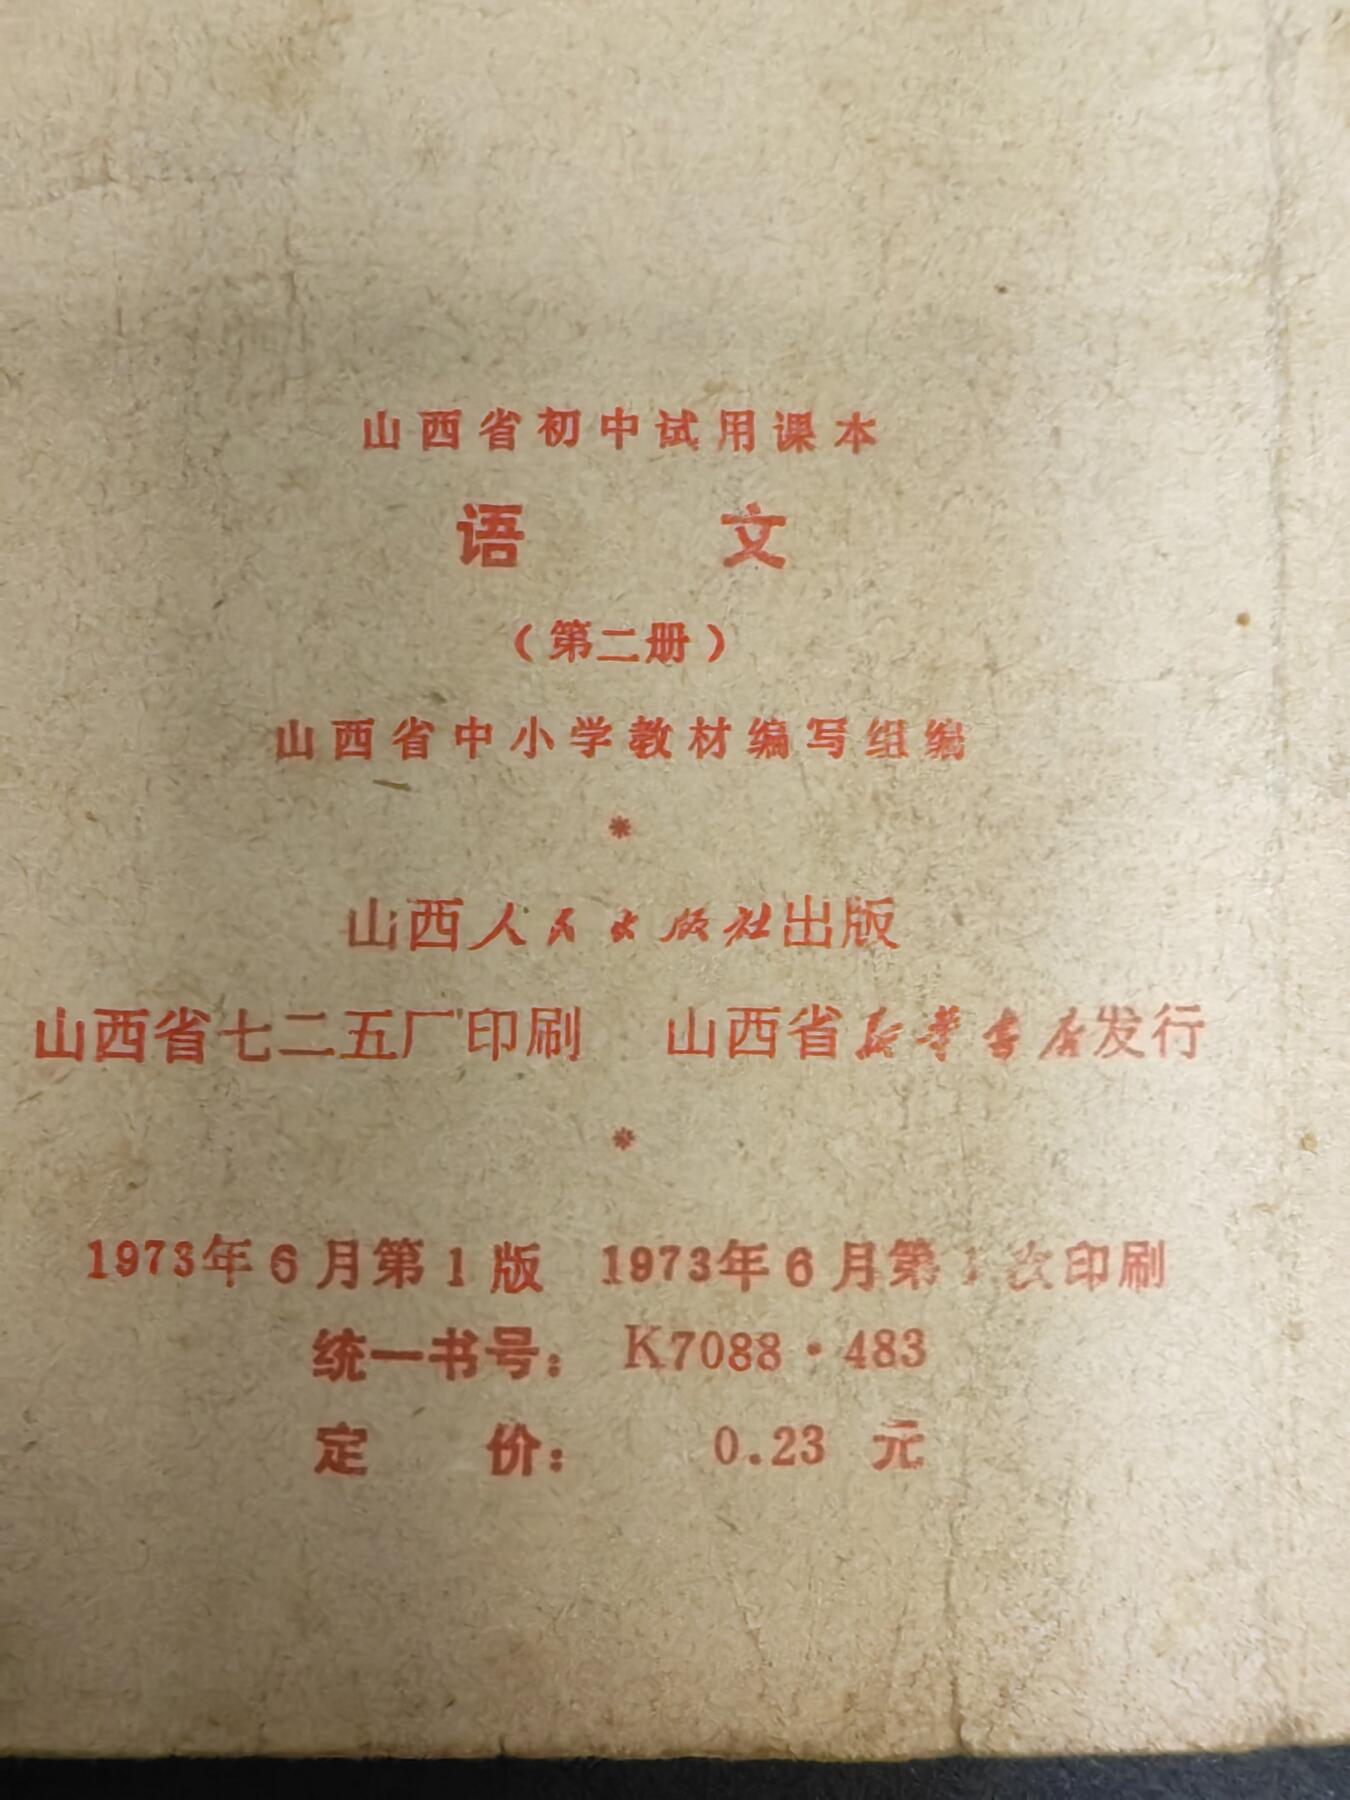 山西省初中试用课本
语 文
（第二册）
山西省中小学教材编写组编
*
山西人民出版社出版
山西省七二五厂印刷 山西省新华书店发行
*
1973年6月第1版 1973年6月第1次印刷
统一书号： K7088·483
定 价： 0.23 元